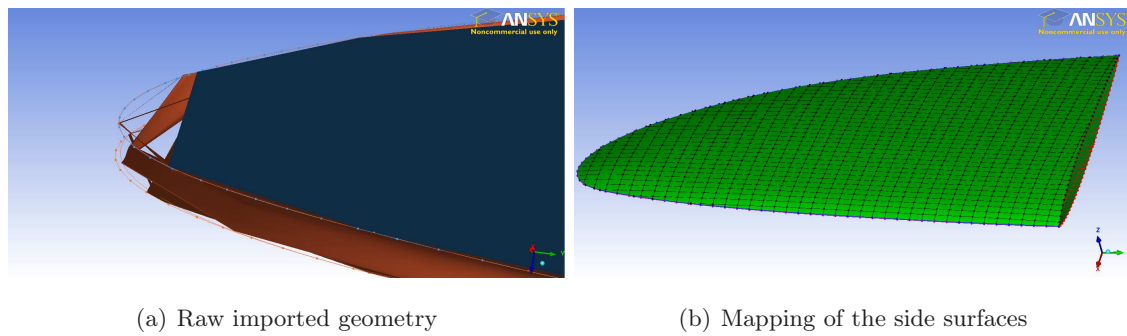 ANSYS
Noncommercial use only
ANSYS
Noncommercial use only
X
Y
Z
X
(a) Raw imported geometry
(b) Mapping of the side surfaces